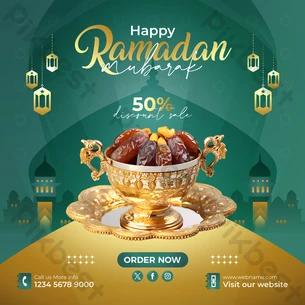 Happy
Ramadan
Mubarak
50%
discount sale
ORDER NOW
Call us More info
1234 5678 9000
www.webname.com
Visit our website